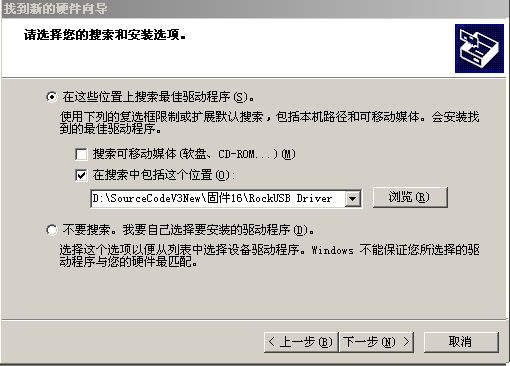 找到新的硬件向导
请选择您的搜索和安装选项。
在这些位置上搜索最佳驱动程序(S)。
使用下列的复选框限制或扩展默认搜索，包括本机路径和可移动媒体。会安装找
到的最佳驱动程序。
搜索可移动媒体(软盘、CD-ROM...)(M)
在搜索中包括这个位置(O):
D:\SourceCodeV3New\固件16\RockUSB Driver
浏览(R)
不要搜索。我要自己选择要安装的驱动程序(D)。
选择这个选项以便从列表中选择设备驱动程序。Windows 不能保证您所选择的驱
动程序与您的硬件最匹配。
< 上一步(B) 下一步(N) > 取消